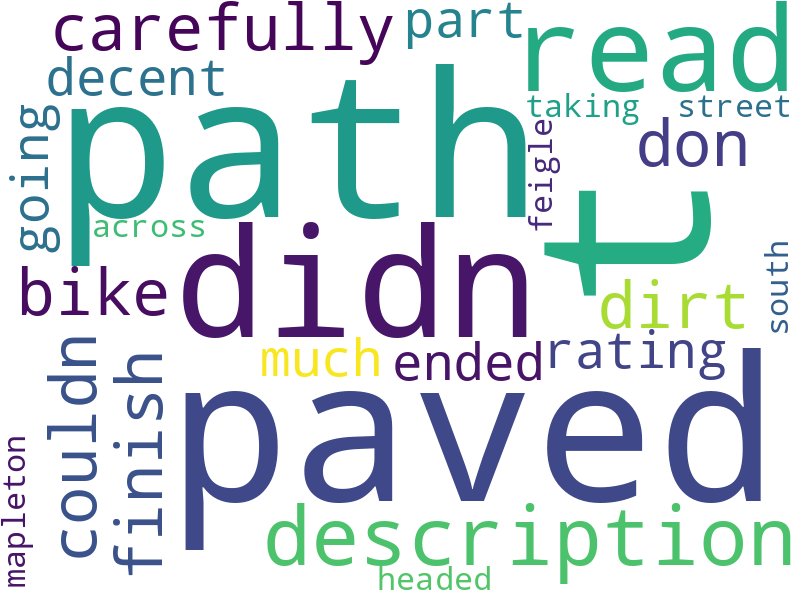 carefully
part
read
decent
path
taking
street
going
feigle
don
t
across
didn
bike
south
dirt
much
ended
rating
couldn
finish
paved
mapleton
description
headed